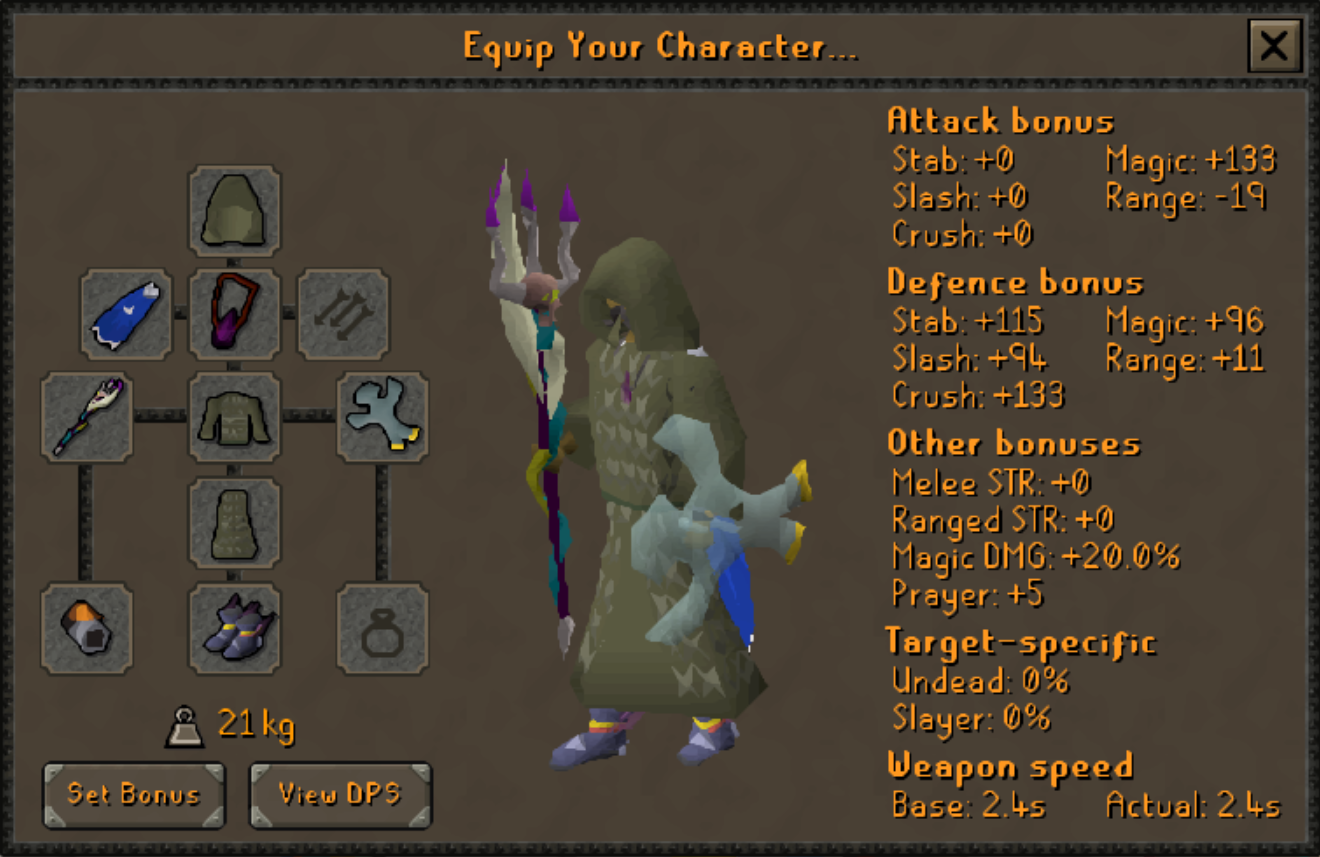 Equip Your Character...
Attack bonus
Stab: +0 Magic: +133
Slash: +0 Range: -19
Crush: +0
Defence bonus
Stab: +115 Magic: +96
Slash: +94 Range: +11
Crush: +133
Other bonuses
Melee STR: +0
Ranged STR: +0
Magic DMG: +20.0%
Prayer: +5
Target-specific
Undead: 0%
Slayer: 0%
Weapon speed
Base: 2.4s Actual: 2.4s
21 kg
Set Bonus View DPS